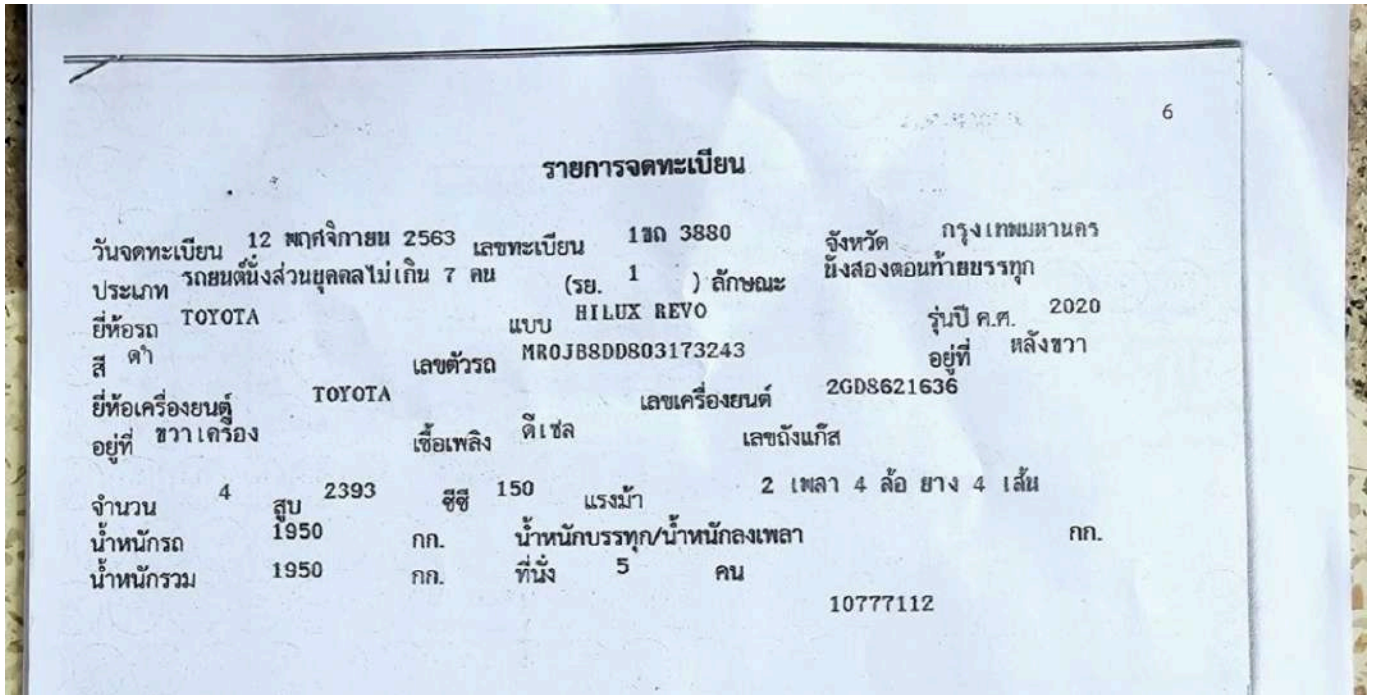 6
รายการจดทะเบียน
วันจดทะเบียน 12 พฤศจิกายน 2563 เลขทะเบียน 1ขถ 3880 จังหวัด กรุงเทพมหานคร
ประเภท รถยนต์นั่งส่วนบุคคลไม่เกิน 7 คน (รย. 1 ) ลักษณะ นั่งสองตอนท้ายบรรทุก
ยี่ห้อรถ TOYOTA แบบ HILUX REVO รุ่นปี ค.ศ. 2020
สี ดำ เลขตัวรถ MR0JB8DD803173243 อยู่ที่ หลังขวา
ยี่ห้อเครื่องยนต์ TOYOTA เลขเครื่องยนต์ 2GD8621636
อยู่ที่ ขวาเครื่อง เชื้อเพลิง ดีเซล เลขถังแก๊ส
จำนวน 4 สูบ 2393 ซีซี 150 แรงม้า 2 เพลา 4 ล้อ ยาง 4 เส้น
น้ำหนักรถ 1950 กก. น้ำหนักบรรทุก/น้ำหนักลงเพลา กก.
น้ำหนักรวม 1950 กก. ที่นั่ง 5 คน
10777112